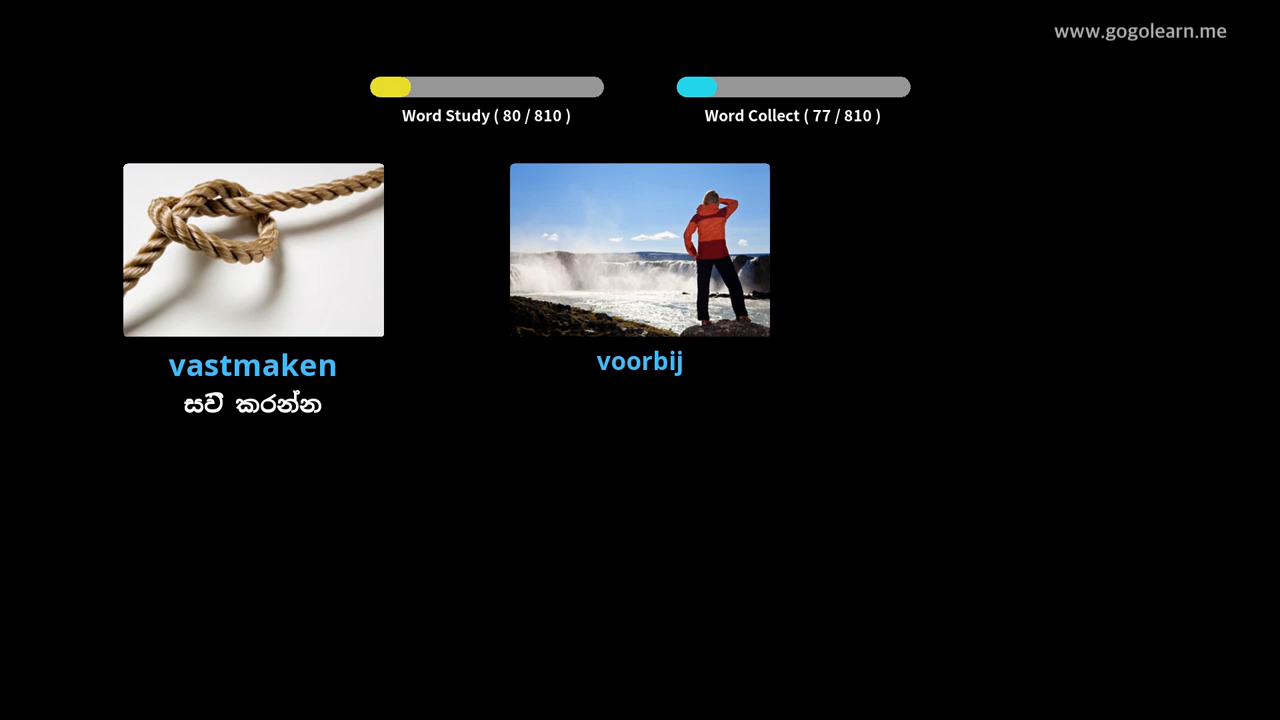 www.gogolearn.me
Word Study ( 80 / 810 )
Word Collect ( 77 / 810 )
vastmaken
සවි කරන්න
voorbij